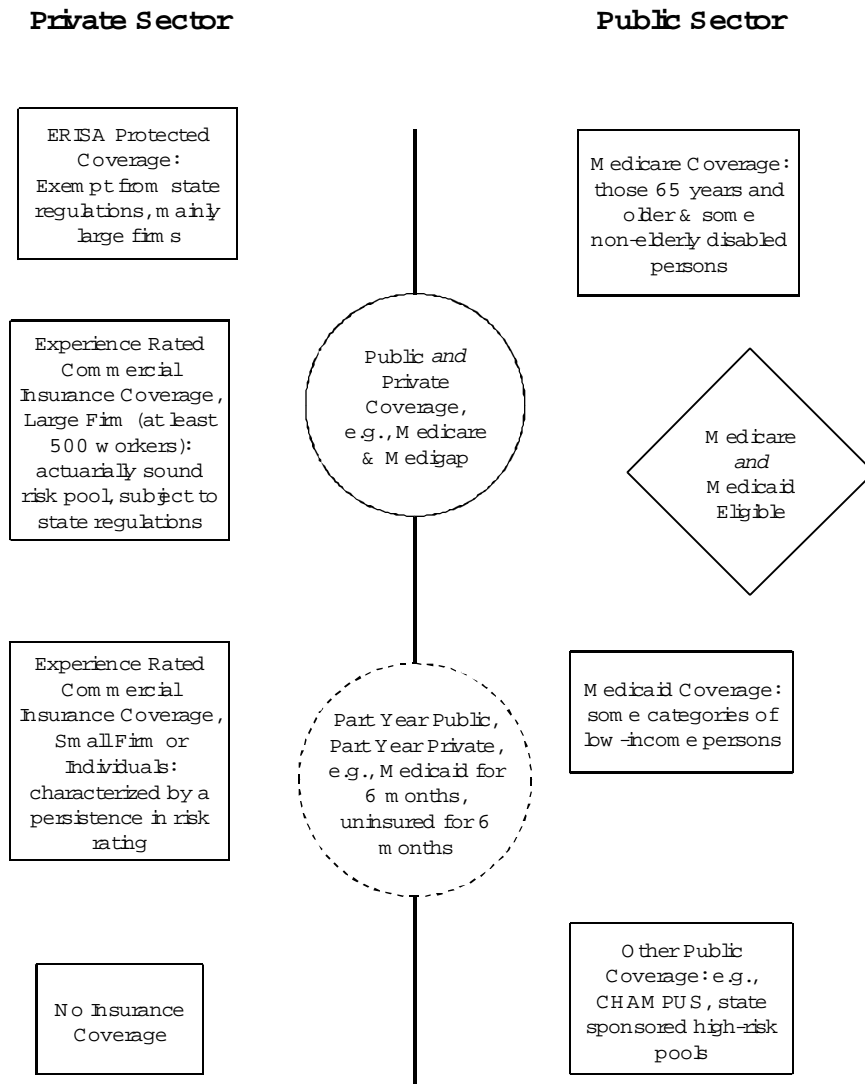 Private Sector
Public Sector
ERISA Protected
Coverage:
Exempt from state
regulations, mainly
large firms
Experience Rated
Commercial
Insurance Coverage,
Large Firm (at least
500 workers):
actuarially sound
risk pool, subject to
state regulations
Experience Rated
Commercial
Insurance Coverage,
Small Firm or
Individuals:
characterized by a
persistence in risk
rating
No Insurance
Coverage
Public and
Private
Coverage,
e.g., Medicare
& Medigap
Part Year Public,
Part Year Private,
e.g., Medicaid for
6 months,
uninsured for 6
months
Medicare Coverage:
those 65 years and
older & some
non-elderly disabled
persons
Medicare
and
Medicaid
Eligible
Medicaid Coverage:
some categories of
low-income persons
Other Public
Coverage: e.g.,
CHAMPUS, state
sponsored high-risk
pools